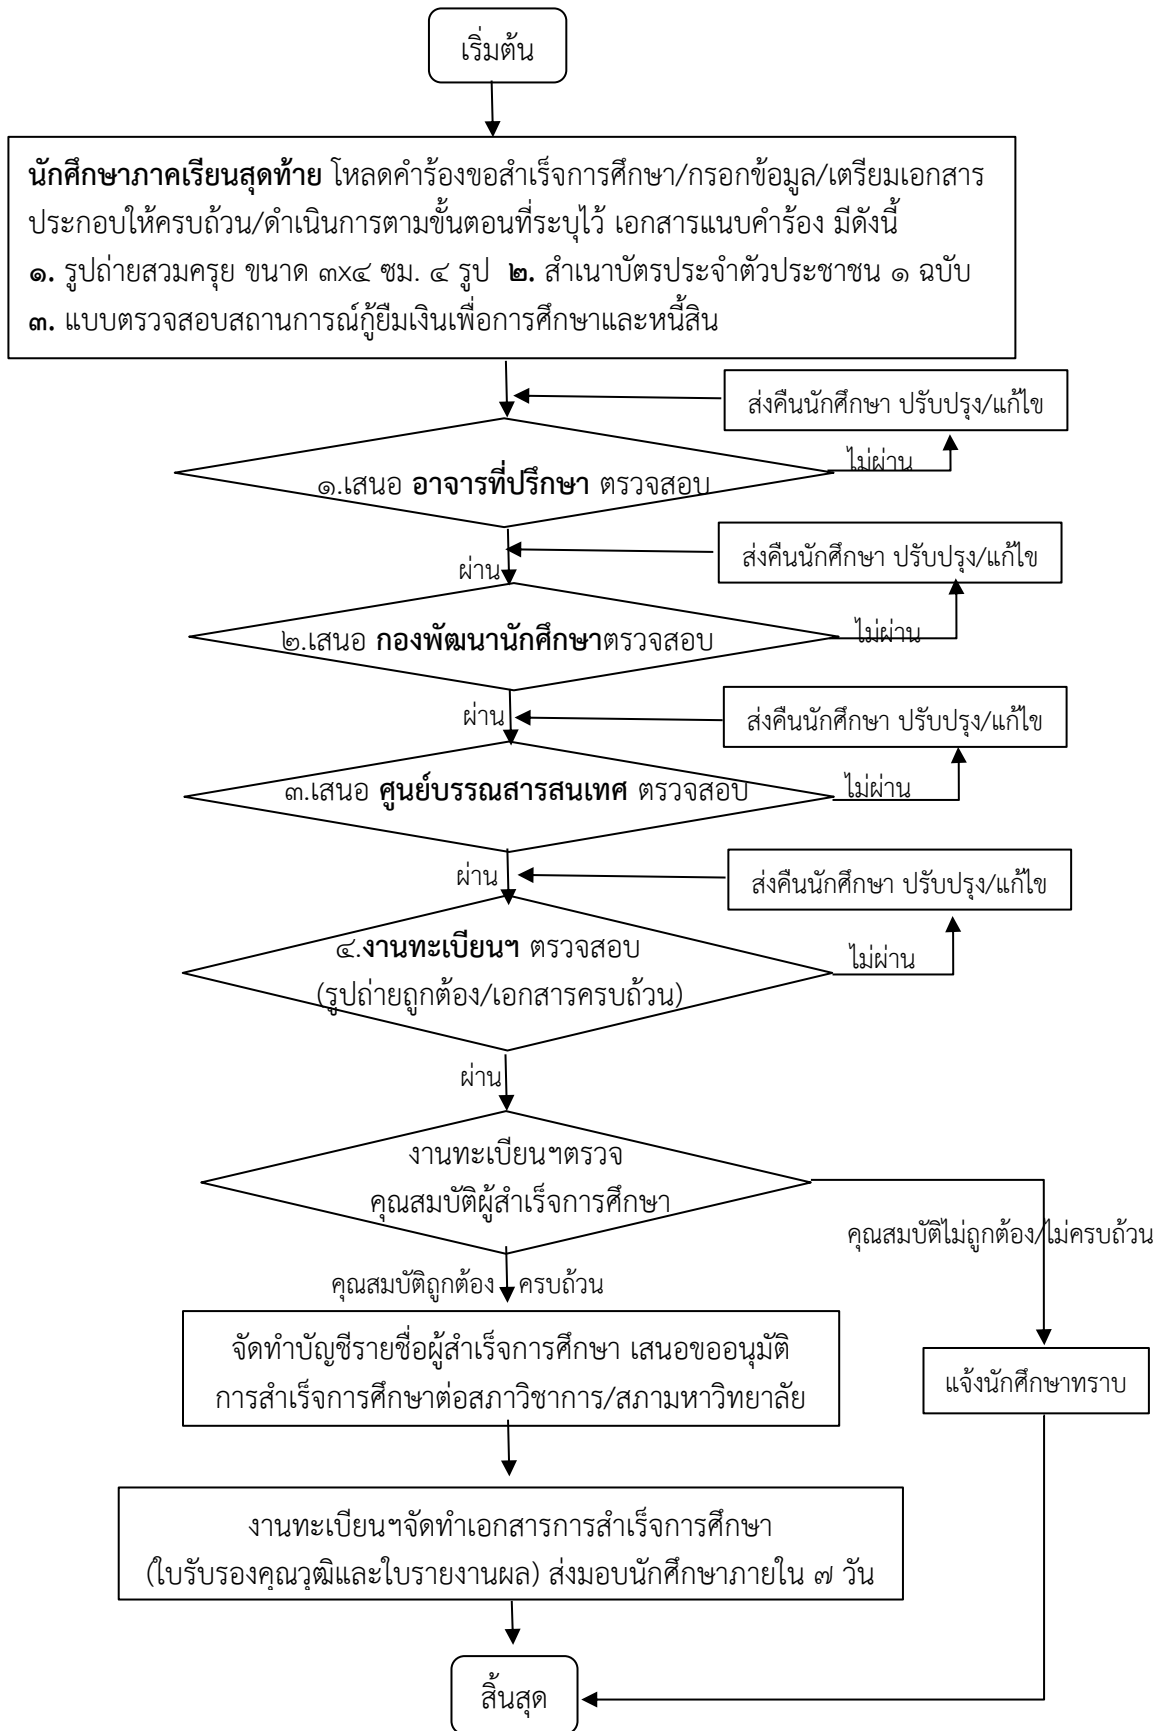 เริ่มต้น
นักศึกษาภาคเรียนสุดท้าย โหลดคำร้องขอสำเร็จการศึกษา/กรอกข้อมูล/เตรียมเอกสาร
ประกอบให้ครบถ้วน/ดำเนินการตามขั้นตอนที่ระบุไว้ เอกสารแนบคำร้อง มีดังนี้
๑. รูปถ่ายสวมครุย ขนาด ๓x๔ ซม. ๔ รูป ๒. สำเนาบัตรประจำตัวประชาชน ๑ ฉบับ
๓. แบบตรวจสอบสถานการณ์กู้ยืมเงินเพื่อการศึกษาและหนี้สิน
ส่งคืนนักศึกษา ปรับปรุง/แก้ไข
ไม่ผ่าน
๑.เสนอ อาจารที่ปรึกษา ตรวจสอบ
ส่งคืนนักศึกษา ปรับปรุง/แก้ไข
ผ่าน
ไม่ผ่าน
๒.เสนอ กองพัฒนานักศึกษาตรวจสอบ
ผ่าน
ส่งคืนนักศึกษา ปรับปรุง/แก้ไข
๓.เสนอ ศูนย์บรรณสารสนเทศ ตรวจสอบ
ไม่ผ่าน
ผ่าน
ส่งคืนนักศึกษา ปรับปรุง/แก้ไข
๔.งานทะเบียนฯ ตรวจสอบ
ไม่ผ่าน
(รูปถ่ายถูกต้อง/เอกสารครบถ้วน)
ผ่าน
งานทะเบียนฯตรวจ
คุณสมบัติผู้สำเร็จการศึกษา
คุณสมบัติไม่ถูกต้อง/ไม่ครบถ้วน
คุณสมบัติถูกต้อง ครบถ้วน
จัดทำบัญชีรายชื่อผู้สำเร็จการศึกษา เสนอขออนุมัติ
การสำเร็จการศึกษาต่อสภาวิชาการ/สภามหาวิทยาลัย
แจ้งนักศึกษาทราบ
งานทะเบียนฯจัดทำเอกสารการสำเร็จการศึกษา
(ใบรับรองคุณวุฒิและใบรายงานผล) ส่งมอบนักศึกษาภายใน ๗ วัน
สิ้นสุด